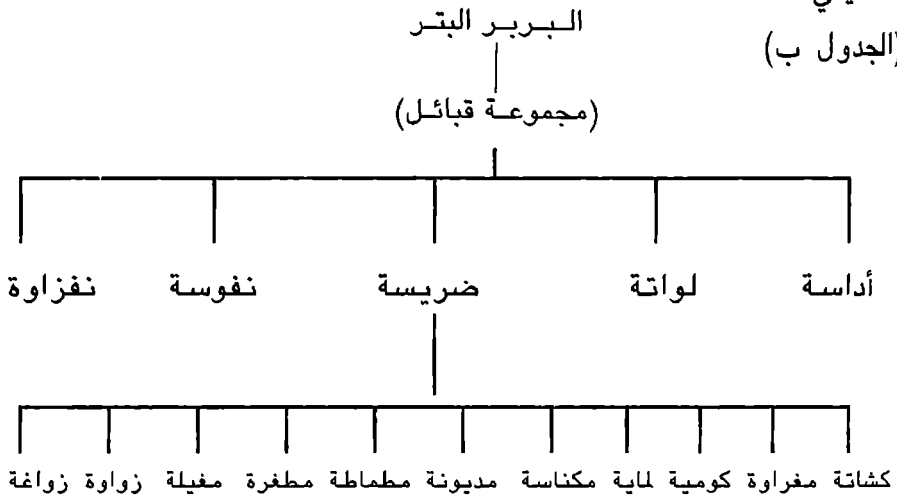 (الجدول ب)
البربر البتر
(مجموعة قبائل)
أداسة لواتة ضريسة نفوسة نفزاوة
كشاتة مغراوة كومية لماية مكناسة مديونة مطماطة مطغرة مغيلة زواوة زواغة